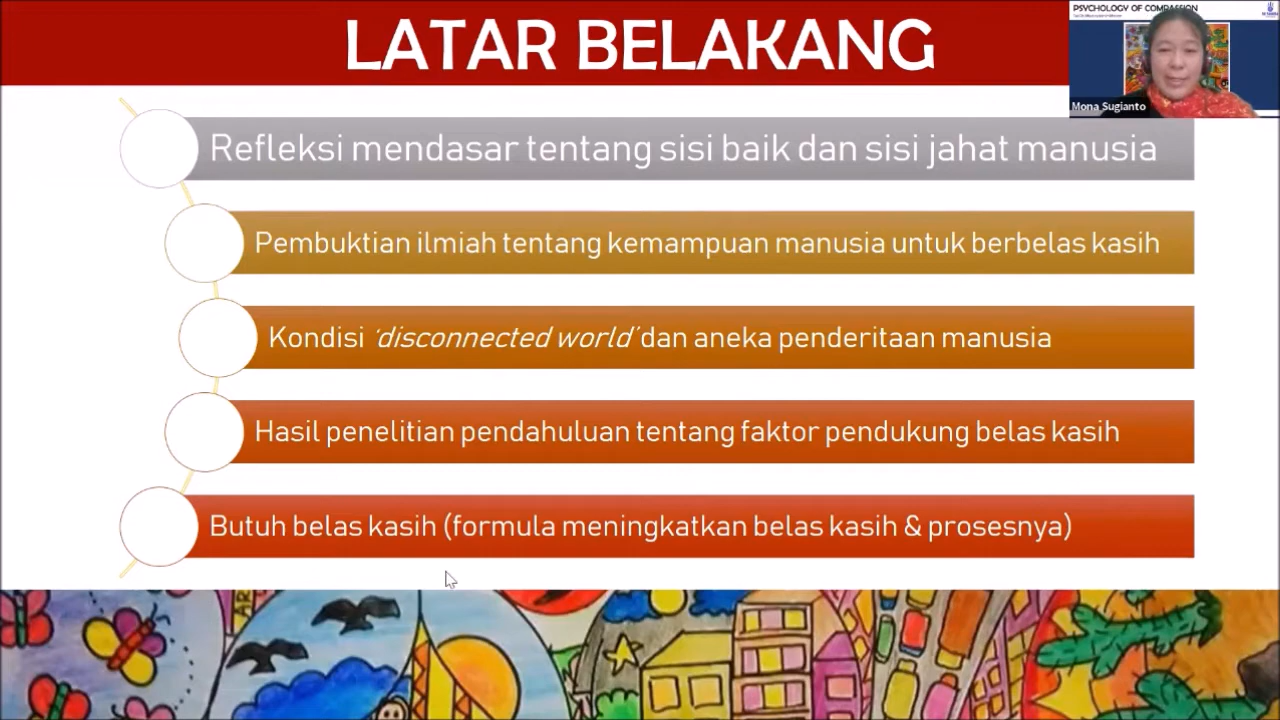 LATAR BELAKANG
PSYCHOLOGY OF COMPASSION
Mona Sugianto
Refleksi mendasar tentang sisi baik dan sisi jahat manusia
Pembuktian ilmiah tentang kemampuan manusia untuk berbelas kasih
Kondisi 'disconnected world' dan aneka penderitaan manusia
Hasil penelitian pendahuluan tentang faktor pendukung belas kasih
Butuh belas kasih (formula meningkatkan belas kasih & prosesnya)